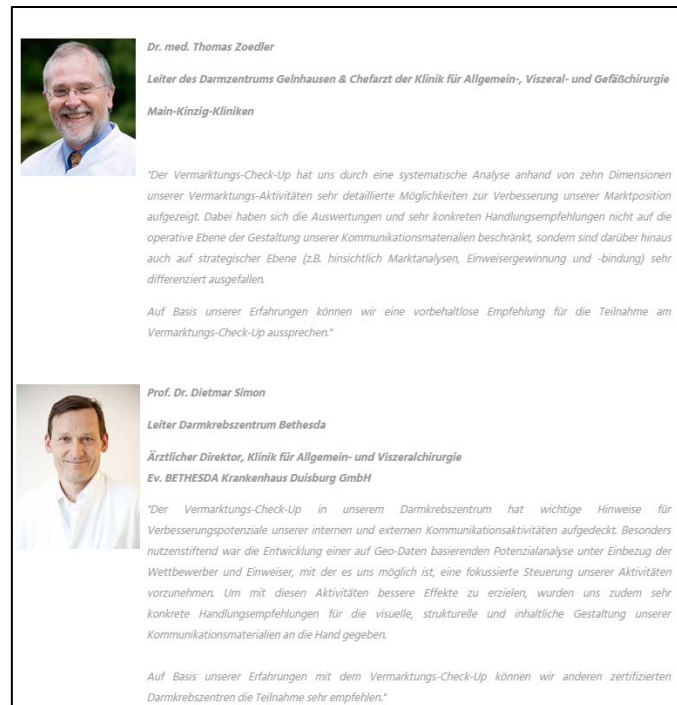 Dr. med. Thomas Zoedler
Leiter des Darmzentrums Gelnhausen & Chefarzt der Klinik für Allgemein-, Viszeral- und Gefäßchirurgie
Main-Kinzig-Kliniken
"Der Vermarktungs-Check-Up hat uns durch eine systematische Analyse anhand von zehn Dimensionen
unserer Vermarktungs-Aktivitäten sehr detaillierte Möglichkeiten zur Verbesserung unserer Marktposition
aufgezeigt. Dabei haben sich die Auswertungen und sehr konkreten Handlungsempfehlungen nicht auf die
operative Ebene der Gestaltung unserer Kommunikationsmaterialien beschränkt, sondern sind darüber hinaus
auch auf strategischer Ebene (z.B. hinsichtlich Marktanalysen, Einweisergewinnung und -bindung) sehr
differenziert ausgefallen.
Auf Basis unserer Erfahrungen können wir eine vorbehaltlose Empfehlung für die Teilnahme am
Vermarktungs-Check-Up aussprechen."
Prof. Dr. Dietmar Simon
Leiter Darmkrebszentrum Bethesda
Ärztlicher Direktor, Klinik für Allgemein- und Viszeralchirurgie
Ev. BETHESDA Krankenhaus Duisburg GmbH
"Der Vermarktungs-Check-Up in unserem Darmkrebszentrum hat wichtige Hinweise für
Verbesserungspotenziale unserer internen und externen Kommunikationsaktivitäten aufgedeckt. Besonders
nutzenstiftend war die Entwicklung einer auf Geo-Daten basierenden Potenzialanalyse unter Einbezug der
Wettbewerber und Einweiser, mit der es uns möglich ist, eine fokussierte Steuerung unserer Aktivitäten
vorzunehmen. Um mit diesen Aktivitäten bessere Effekte zu erzielen, wurden uns zudem sehr
konkrete Handlungsempfehlungen für die visuelle, strukturelle und inhaltliche Gestaltung unserer
Kommunikationsmaterialien an die Hand gegeben.
Auf Basis unserer Erfahrungen mit dem Vermarktungs-Check-Up können wir anderen zertifizierten
Darmkrebszentren die Teilnahme sehr empfehlen."